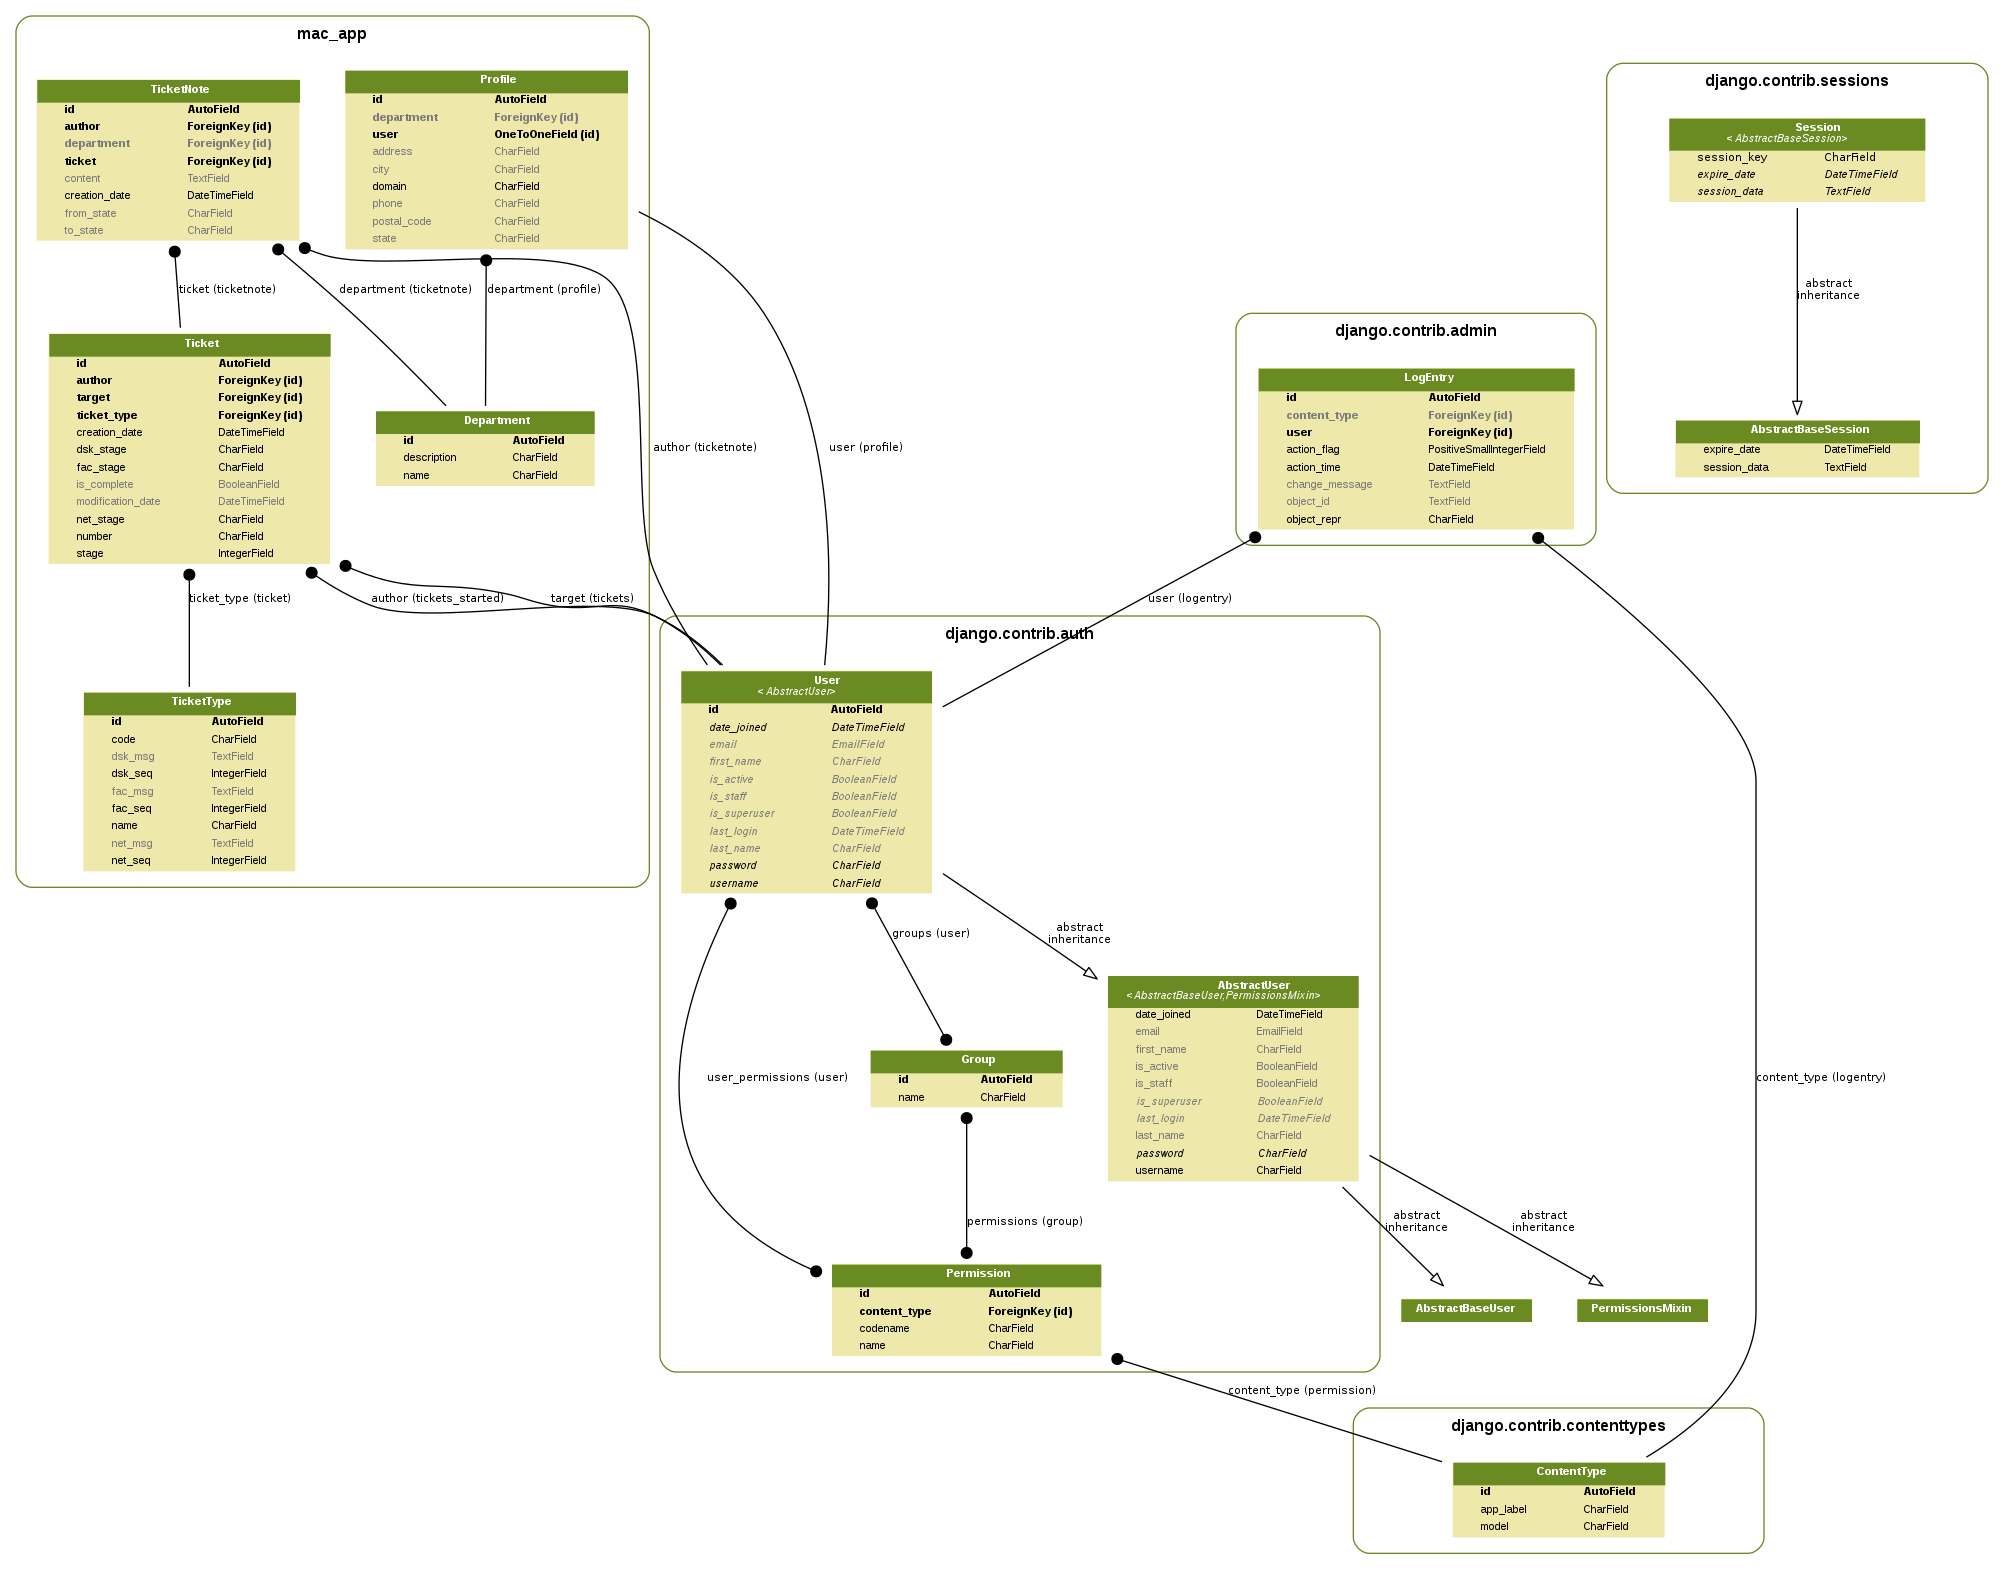 mac_app
TicketNote
id AutoField
author ForeignKey (id)
department ForeignKey (id)
ticket ForeignKey (id)
content TextField
creation_date DateTimeField
from_state CharField
to_state CharField
Profile
id AutoField
department ForeignKey (id)
user OneToOneField (id)
address CharField
city CharField
domain CharField
phone CharField
postal_code CharField
state CharField
ticket (ticketnote)
department (ticketnote)
department (profile)
Ticket
id AutoField
author ForeignKey (id)
target ForeignKey (id)
ticket_type ForeignKey (id)
creation_date DateTimeField
dsk_stage CharField
fac_stage CharField
is_complete BooleanField
modification_date DateTimeField
net_stage CharField
number CharField
stage IntegerField
Department
id AutoField
description CharField
name CharField
author (ticketnote)
user (profile)
ticket_type (ticket)
author (tickets_started)
target (tickets)
TicketType
id AutoField
code CharField
dsk_msg TextField
dsk_seq IntegerField
fac_msg TextField
fac_seq IntegerField
name CharField
net_msg TextField
net_seq IntegerField
django.contrib.sessions
Session
< AbstractBaseSession>
session_key CharField
expire_date DateTimeField
session_data TextField
abstract
inheritance
AbstractBaseSession
expire_date DateTimeField
session_data TextField
django.contrib.admin
LogEntry
id AutoField
content_type ForeignKey (id)
user ForeignKey (id)
action_flag PositiveSmallIntegerField
action_time DateTimeField
change_message TextField
object_id TextField
object_repr CharField
user (logentry)
django.contrib.auth
User
< AbstractUser>
id AutoField
date_joined DateTimeField
email EmailField
first_name CharField
is_active BooleanField
is_staff BooleanField
is_superuser BooleanField
last_login DateTimeField
last_name CharField
password CharField
username CharField
groups (user)
abstract
inheritance
user_permissions (user)
AbstractUser
< AbstractBaseUser,PermissionsMixin>
date_joined DateTimeField
email EmailField
first_name CharField
is_active BooleanField
is_staff BooleanField
is_superuser BooleanField
last_login DateTimeField
last_name CharField
password CharField
username CharField
Group
id AutoField
name CharField
content_type (logentry)
permissions (group)
abstract
inheritance
abstract
inheritance
Permission
id AutoField
content_type ForeignKey (id)
codename CharField
name CharField
AbstractBaseUser
PermissionsMixin
content_type (permission)
django.contrib.contenttypes
ContentType
id AutoField
app_label CharField
model CharField